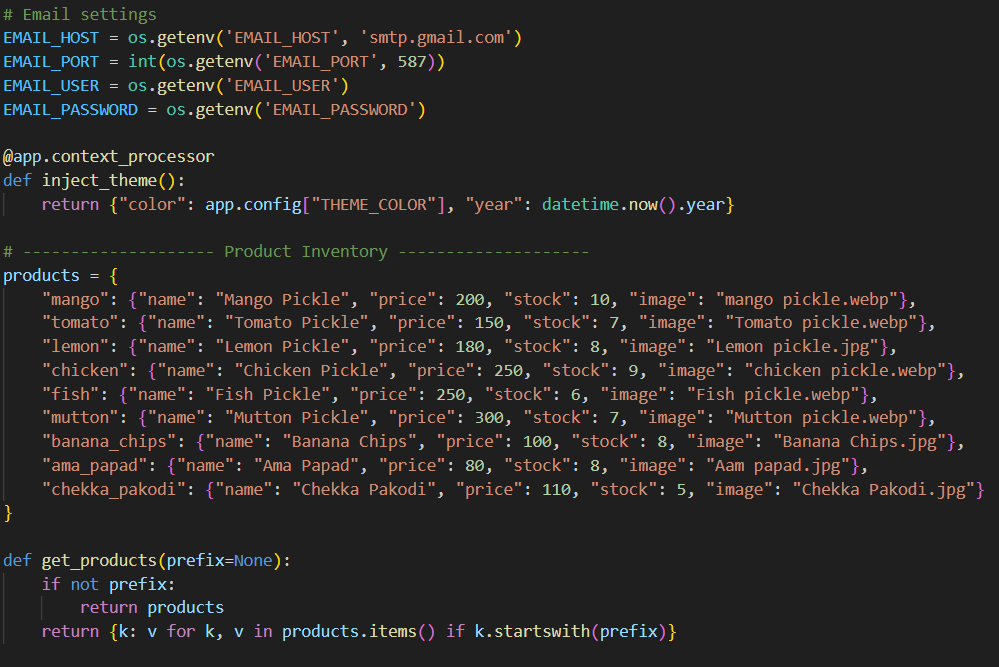 # Email settings
EMAIL_HOST = os.getenv('EMAIL_HOST', 'smtp.gmail.com')
EMAIL_PORT = int(os.getenv('EMAIL_PORT', 587))
EMAIL_USER = os.getenv('EMAIL_USER')
EMAIL_PASSWORD = os.getenv('EMAIL_PASSWORD')

@app.context_processor
def inject_theme():
    return {"color": app.config["THEME_COLOR"], "year": datetime.now().year}

# -------------------- Product Inventory --------------------
products = {
    "mango": {"name": "Mango Pickle", "price": 200, "stock": 10, "image": "mango pickle.webp"},
    "tomato": {"name": "Tomato Pickle", "price": 150, "stock": 7, "image": "Tomato pickle.webp"},
    "lemon": {"name": "Lemon Pickle", "price": 180, "stock": 8, "image": "Lemon pickle.jpg"},
    "chicken": {"name": "Chicken Pickle", "price": 250, "stock": 9, "image": "chicken pickle.webp"},
    "fish": {"name": "Fish Pickle", "price": 250, "stock": 6, "image": "Fish pickle.webp"},
    "mutton": {"name": "Mutton Pickle", "price": 300, "stock": 7, "image": "Mutton pickle.webp"},
    "banana_chips": {"name": "Banana Chips", "price": 100, "stock": 8, "image": "Banana Chips.jpg"},
    "ama_papad": {"name": "Ama Papad", "price": 80, "stock": 8, "image": "Aam papad.jpg"},
    "chekka_pakodi": {"name": "Chekka Pakodi", "price": 110, "stock": 5, "image": "Chekka Pakodi.jpg"}
}

def get_products(prefix=None):
    if not prefix:
        return products
    return {k: v for k, v in products.items() if k.startswith(prefix)}